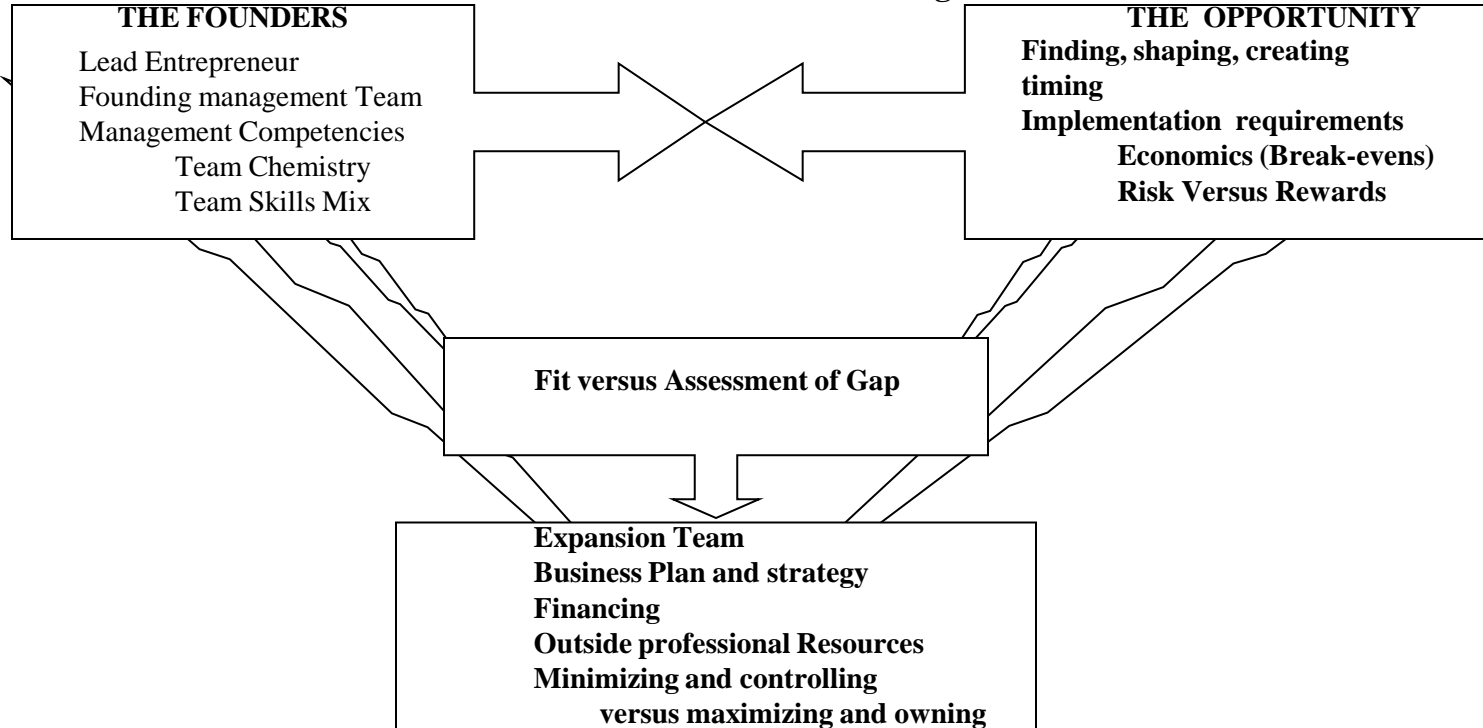 THE FOUNDERS
Lead Entrepreneur
Founding management Team
Management Competencies
Team Chemistry
Team Skills Mix
THE OPPORTUNITY
Finding, shaping, creating
timing
Implementation requirements
Economics (Break-evens)
Risk Versus Rewards
Fit versus Assessment of Gap
Expansion Team
Business Plan and strategy
Financing
Outside professional Resources
Minimizing and controlling
versus maximizing and owning